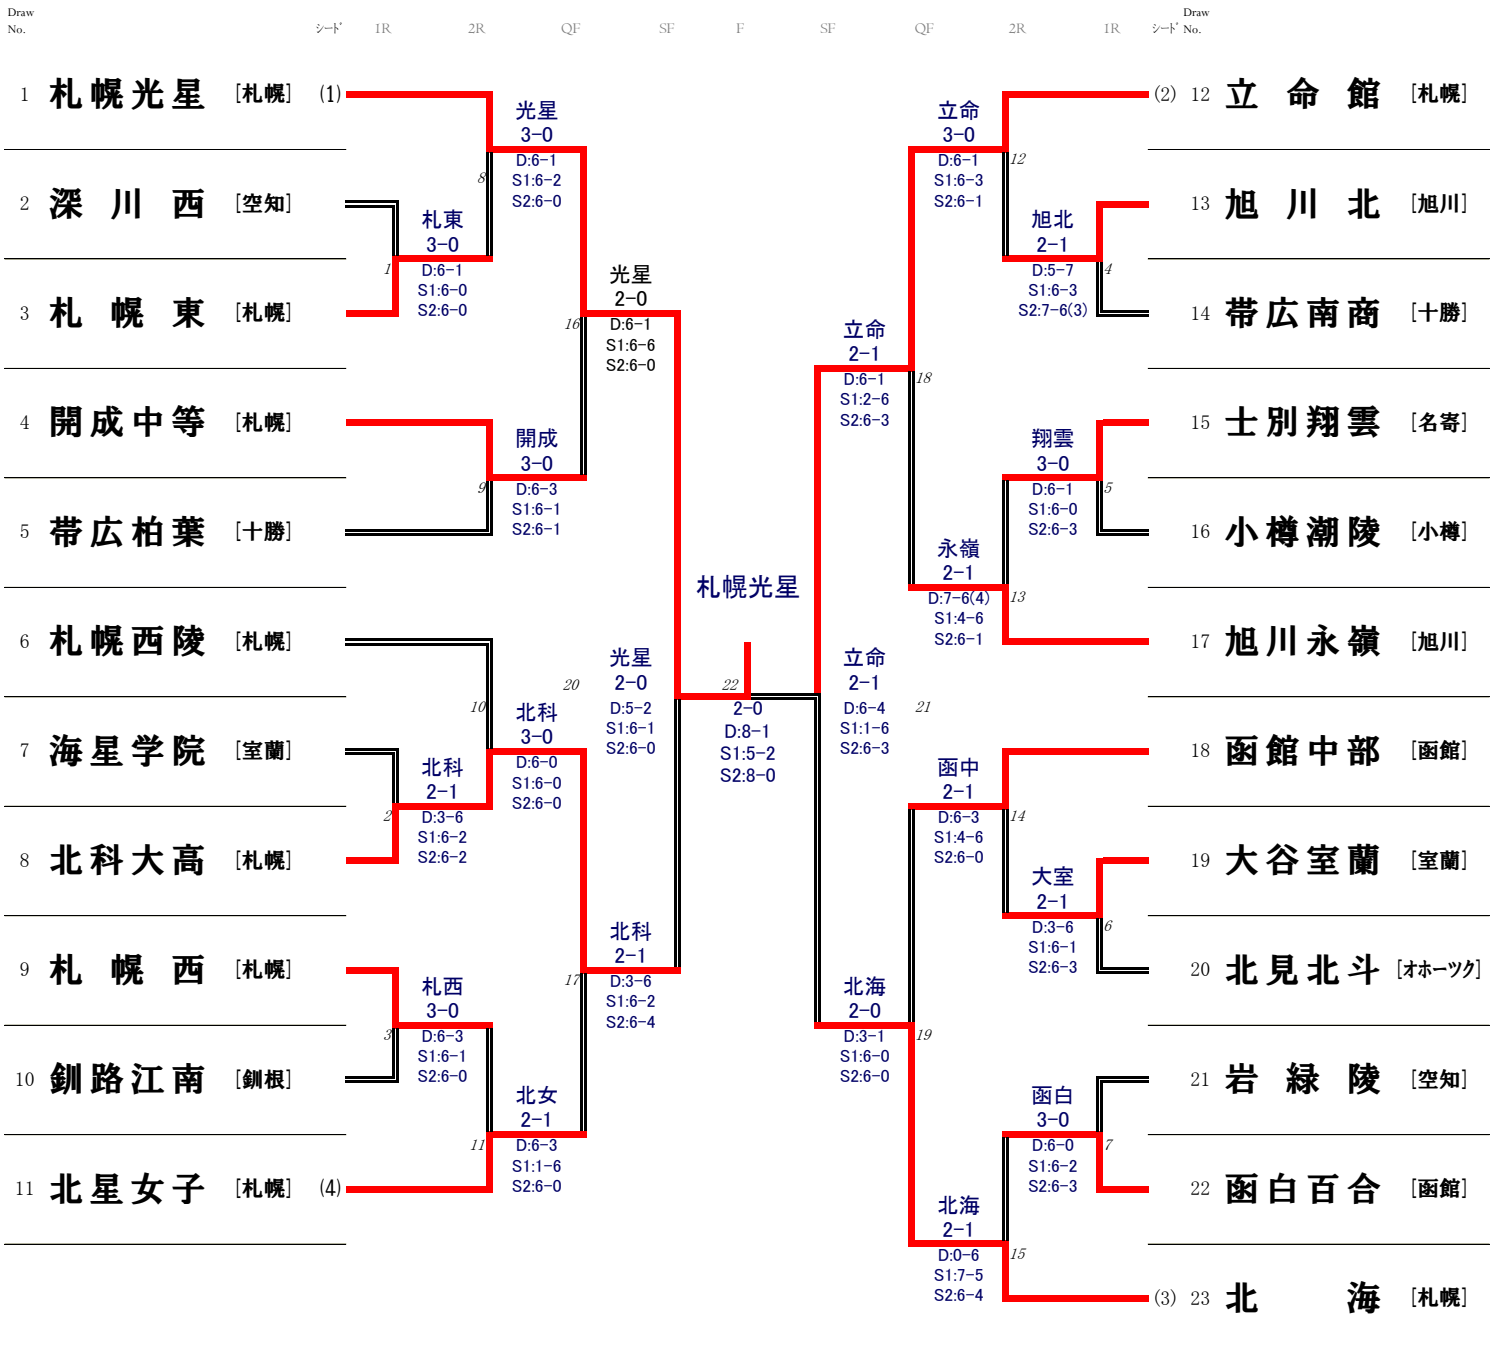 Draw
No.
シード 1R 2R QF SF F SF QF 2R 1R シード
Draw
No.
1 札幌光星 [札幌] (1)
2 深川西 [空知]
3 札幌東 [札幌]
4 開成中等 [札幌]
5 帯広柏葉 [十勝]
6 札幌西陵 [札幌]
7 海星学院 [室蘭]
8 北科大高 [札幌]
9 札幌西 [札幌]
10 釧路江南 [釧根]
11 北星女子 [札幌] (4)
札東
3-0
1
D:6-1
S1:6-0
S2:6-0
北科
2-1
2
D:3-6
S1:6-2
S2:6-2
札西
3-0
3
D:6-3
S1:6-1
S2:6-0
光星
3-0
8
D:6-1
S1:6-2
S2:6-0
開成
3-0
9
D:6-3
S1:6-1
S2:6-1
10
北科
3-0
D:6-0
S1:6-0
S2:6-0
北女
2-1
11
D:6-3
S1:1-6
S2:6-0
光星
2-0
16
D:6-1
S1:6-6
S2:6-0
北科
2-1
17
D:3-6
S1:6-2
S2:6-4
光星
2-0
20
D:5-2
S1:6-1
S2:6-0
札幌光星
22
2-0
D:8-1
S1:5-2
S2:8-0
立命
2-1
21
D:6-4
S1:1-6
S2:6-3
立命
2-1
18
D:6-1
S1:2-6
S2:6-3
北海
2-0
19
D:3-1
S1:6-0
S2:6-0
立命
3-0
12
D:6-1
S1:6-3
S2:6-1
永嶺
2-1
13
D:7-6(4)
S1:4-6
S2:6-1
函中
2-1
14
D:6-3
S1:4-6
S2:6-0
北海
2-1
15
D:0-6
S1:7-5
S2:6-4
旭北
2-1
4
D:5-7
S1:6-3
S2:7-6(3)
翔雲
3-0
5
D:6-1
S1:6-0
S2:6-3
大室
2-1
6
D:3-6
S1:6-1
S2:6-3
函白
3-0
7
D:6-0
S1:6-2
S2:6-3
(2) 12 立命館 [札幌]
13 旭川北 [旭川]
14 帯広南商 [十勝]
15 士別翔雲 [名寄]
16 小樽潮陵 [小樽]
17 旭川永嶺 [旭川]
18 函館中部 [函館]
19 大谷室蘭 [室蘭]
20 北見北斗 [オホーツク]
21 岩緑陵 [空知]
22 函白百合 [函館]
(3) 23 北海 [札幌]